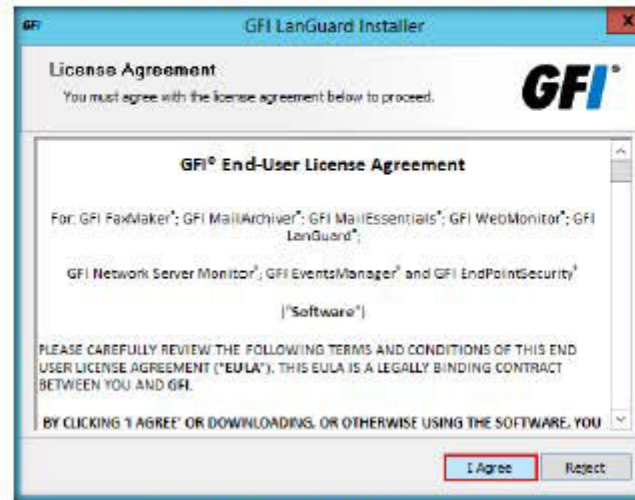 GFI GFI LanGuard Installer x
License Agreement
You must agree with the license agreement below to proceed.
GFI®
GFI® End-User License Agreement
For: GFI FaxMaker®; GFI MailArchiver®; GFI MailEssentials®; GFI WebMonitor®; GFI
LanGuard®;
GFI Network Server Monitor®; GFI EventsManager® and GFI EndPointSecurity®
("Software")
PLEASE CAREFULLY REVIEW THE FOLLOWING TERMS AND CONDITIONS OF THIS END
USER LICENSE AGREEMENT ("EULA"). THIS EULA IS A LEGALLY BINDING CONTRACT
BETWEEN YOU AND GFI.
BY CLICKING 'I AGREE' OR DOWNLOADING, OR OTHERWISE USING THE SOFTWARE, YOU
I Agree Reject